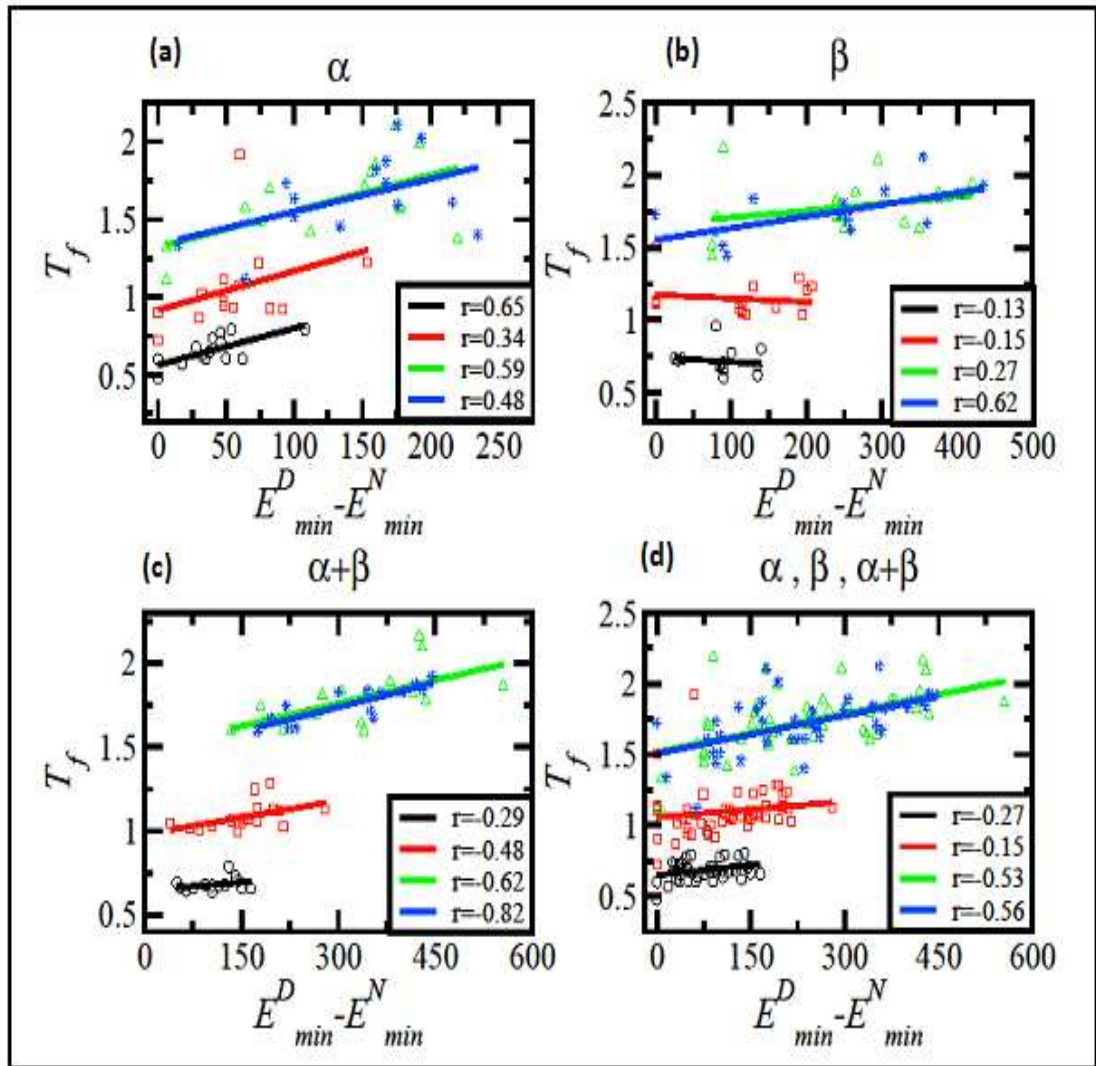 (a)
α
2
1.5
1
0.5
T_f
0 50 100 150 200 250
E^D_min-E^N_min
r=0.65
r=0.34
r=0.59
r=0.48
(b)
β
2.5
2
1.5
1
0.5
T_f
0 100 200 300 400 500
E^D_min-E^N_min
r=-0.13
r=-0.15
r=0.27
r=0.62
(c)
α+β
2
1.5
1
0.5
T_f
0 150 300 450 600
E^D_min-E^N_min
r=-0.29
r=-0.48
r=-0.62
r=-0.82
(d)
α , β , α+β
2.5
2
1.5
1
0.5
T_f
0 150 300 450 600
E^D_min-E^N_min
r=-0.27
r=-0.15
r=-0.53
r=-0.56